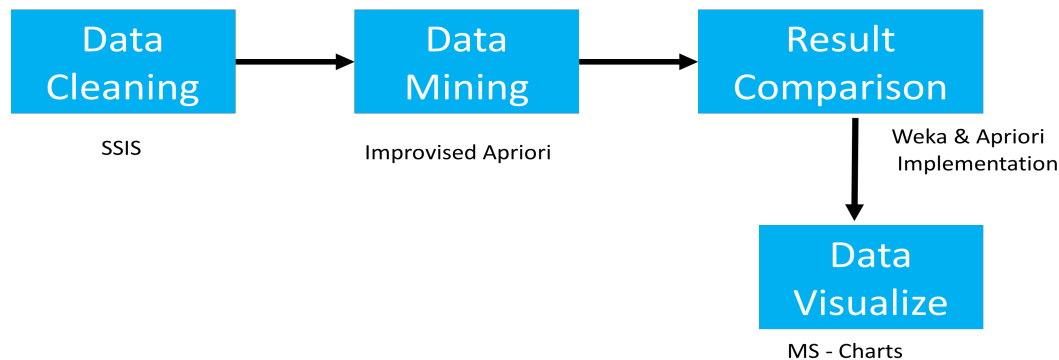 Data
Cleaning
Data
Mining
Result
Comparison
SSIS
Improvised Apriori
Weka & Apriori
Implementation
Data
Visualize
MS - Charts